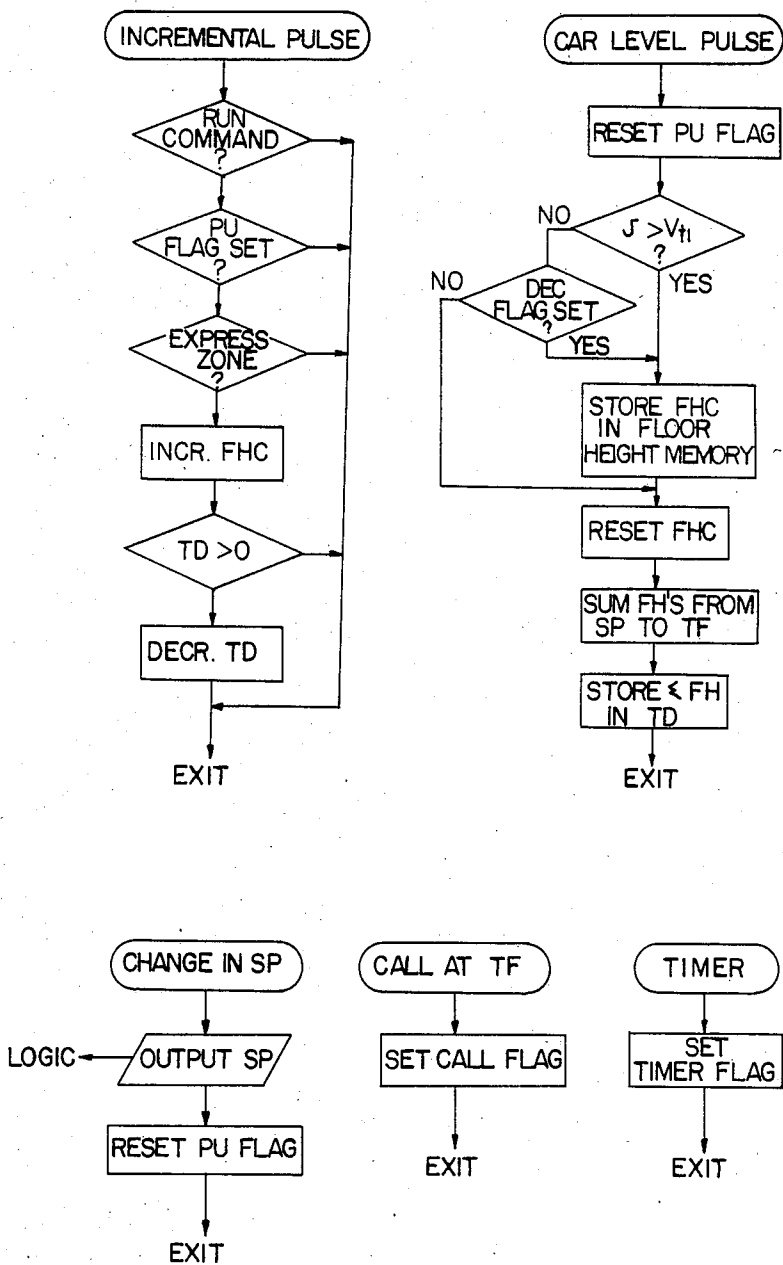 INCREMENTAL PULSE
RUN
COMMAND
?
PU
FLAG SET
?
EXPRESS
ZONE
?
INCR. FHC
TD >0
DECR. TD
EXIT
CAR LEVEL PULSE
RESET PU FLAG
NO
>Vt1
?
YES
NO
DEC
FLAG SET
?
YES
STORE FHC
IN FLOOR
HEIGHT MEMORY
RESET FHC
SUM FH'S FROM
SP TO TF
STORE ≤ FH
IN TD
EXIT
CHANGE IN SP
LOGIC
OUTPUT SP
RESET PU FLAG
EXIT
CALL AT TF
SET CALL FLAG
EXIT
TIMER
SET
TIMER FLAG
EXIT